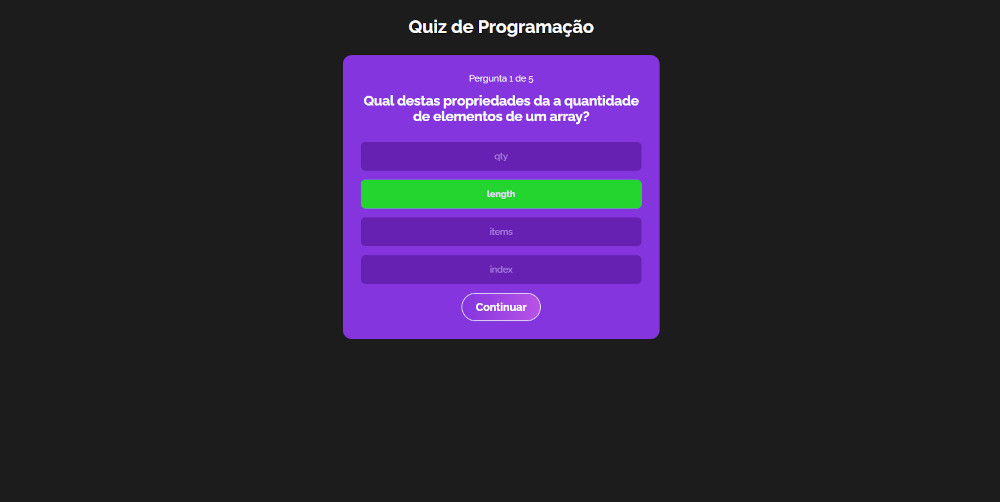 Quiz de Programação
Pergunta 1 de 5
Qual destas propriedades da a quantidade
de elementos de um array?
qty
length
items
index
Continuar